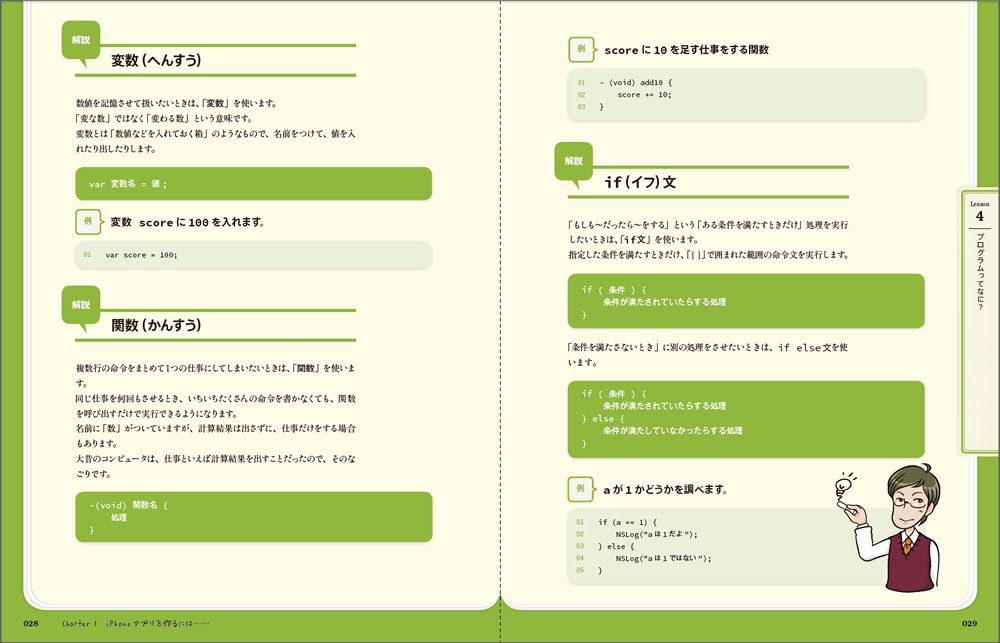 解説
変数（へんすう）
数値を記憶させて扱いたいときは、「変数」を使います。
「変な数」ではなく「変わる数」という意味です。
変数とは「数値などを入れておく箱」のようなもので、名前をつけて、値を入
れたり出したりします。
var 変数名 = 値 ;
例
変数 scoreに100を入れます。
01 var score = 100;
解説
関数（かんすう）
複数行の命令をまとめて1つの仕事にしてしまいたいときは、「関数」を使いま
す。
同じ仕事を何回もさせるとき、いちいちたくさんの命令を書かなくても、関数
を呼び出すだけで実行できるようになります。
名前に「数」がついていますが、計算結果は出さずに、仕事だけをする場合
もあります。
大昔のコンピュータは、仕事といえば計算結果を出すことだったので、そのな
ごりです。
-(void) 関数名 {
処理
}
028 Chapter 1 iPhoneアプリを作るには……
例
scoreに10を足す仕事をする関数
01 - (void) add10 {
02 score += 10;
03 }
解説
if（イフ）文
「もしも〜だったら〜をする」という「ある条件を満たすときだけ」処理を実行
したいときは、「if文」を使います。
指定した条件を満たすときだけ、「{ }」で囲まれた範囲の命令文を実行します。
if ( 条件 ) {
条件が満たされていたらする処理
}
「条件を満たさないとき」に別の処理をさせたいときは、if else文を使
います。
if ( 条件 ) {
条件が満たされていたらする処理
} else {
条件が満たしていなかったらする処理
}
例
aが1かどうかを調べます。
01 if (a == 1) {
02 NSLog("aは1だよ");
03 } else {
04 NSLog("aは1ではない");
05 }
Lesson
4
プログラムってなに？
029